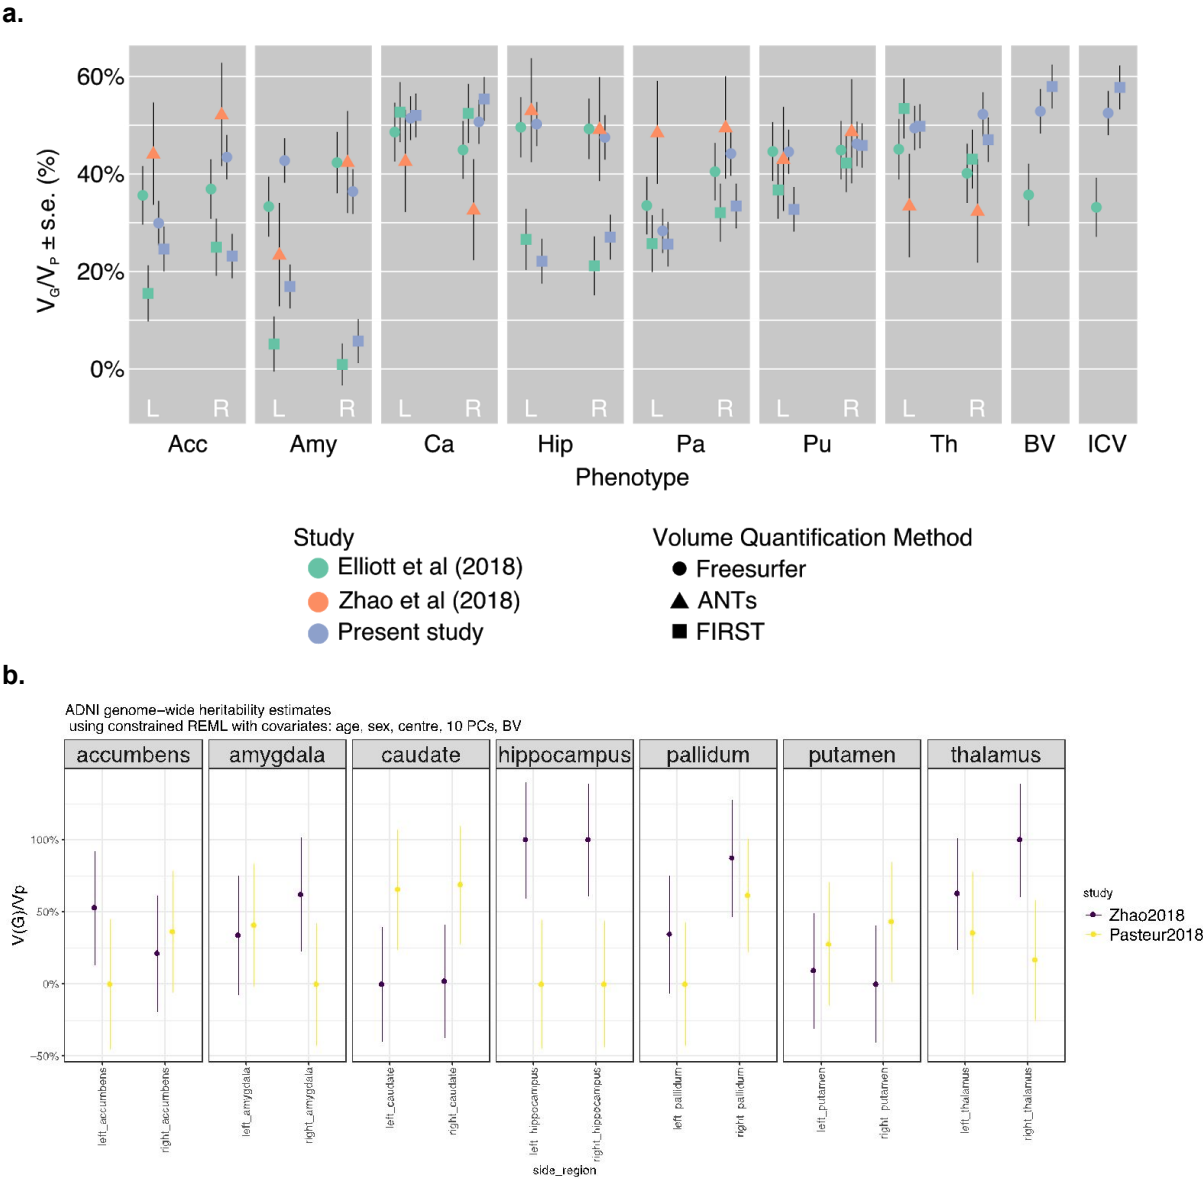 a.
60%
40%
20%
0%
V_G/V_P ± s.e. (%)
L R L R L R L R L R L R L R
Acc Amy Ca Hip Pa Pu Th BV ICV
Phenotype
Study
Elliott et al (2018)
Zhao et al (2018)
Present study
Volume Quantification Method
Freesurfer
ANTs
FIRST
b.
ADNI genome−wide heritability estimates
using constrained REML with covariates: age, sex, centre, 10 PCs, BV
accumbens amygdala caudate hippocampus pallidum putamen thalamus
100%
50%
0%
−50%
V(G)/Vp
left_accumbens
right_accumbens
left_amygdala
right_amygdala
left_caudate
right_caudate
left_hippocampus
right_hippocampus
left_pallidum
right_pallidum
left_putamen
right_putamen
left_thalamus
right_thalamus
side_region
study
Zhao2018
Pasteur2018